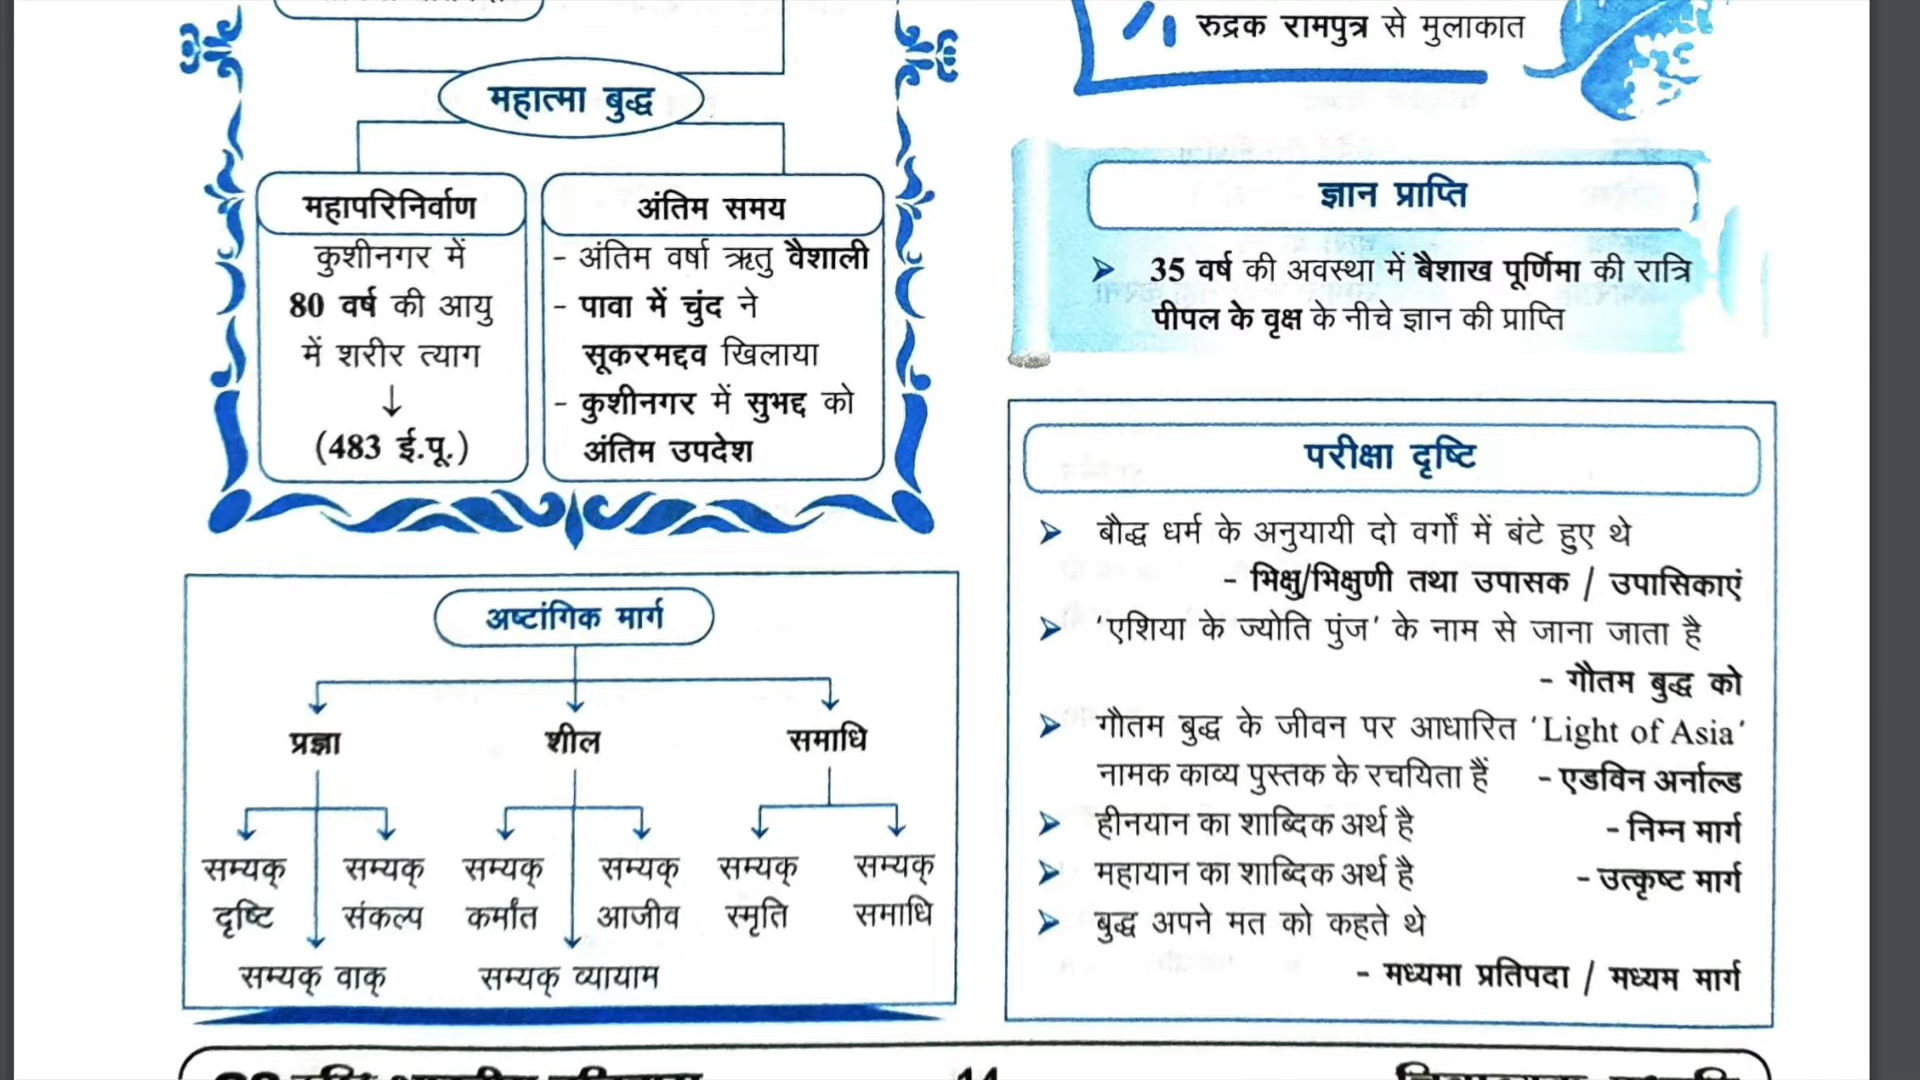 महात्मा बुद्ध
महापरिनिर्वाण
कुशीनगर में
80 वर्ष की आयु
में शरीर त्याग
↓
(483 ई.पू.)
अंतिम समय
- अंतिम वर्षा ऋतु वैशाली
- पावा में चुंद ने
सूकरमद्दव खिलाया
- कुशीनगर में सुभद्द को
अंतिम उपदेश
अष्टांगिक मार्ग
प्रज्ञा शील समाधि
सम्यक् सम्यक् सम्यक् सम्यक् सम्यक् सम्यक्
दृष्टि संकल्प कर्मांत आजीव स्मृति समाधि
सम्यक् वाक् सम्यक् व्यायाम
रुद्रक रामपुत्र से मुलाकात
ज्ञान प्राप्ति
➢ 35 वर्ष की अवस्था में बैशाख पूर्णिमा की रात्रि
पीपल के वृक्ष के नीचे ज्ञान की प्राप्ति
परीक्षा दृष्टि
➢ बौद्ध धर्म के अनुयायी दो वर्गों में बंटे हुए थे
- भिक्षु/भिक्षुणी तथा उपासक / उपासिकाएं
➢ 'एशिया के ज्योति पुंज' के नाम से जाना जाता है
- गौतम बुद्ध को
➢ गौतम बुद्ध के जीवन पर आधारित 'Light of Asia'
नामक काव्य पुस्तक के रचयिता हैं - एडविन अर्नाल्ड
➢ हीनयान का शाब्दिक अर्थ है - निम्न मार्ग
➢ महायान का शाब्दिक अर्थ है - उत्कृष्ट मार्ग
➢ बुद्ध अपने मत को कहते थे
- मध्यमा प्रतिपदा / मध्यम मार्ग
14